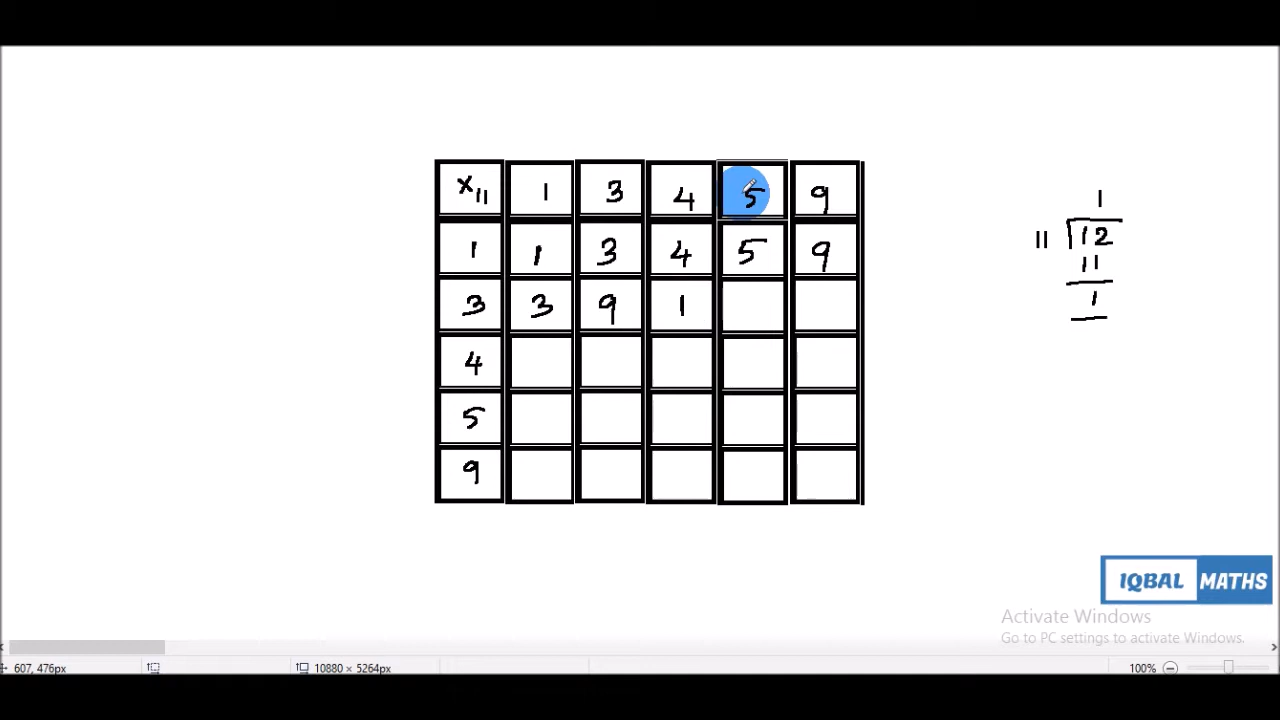 ×11 1 3 4 5 9
1 1 3 4 5 9
3 3 9 1
4
5
9
1
11 12
11
1
IQBAL MATHS
Activate Windows
Go to PC settings to activate Windows.
607, 476px 10880 × 5264px 100%